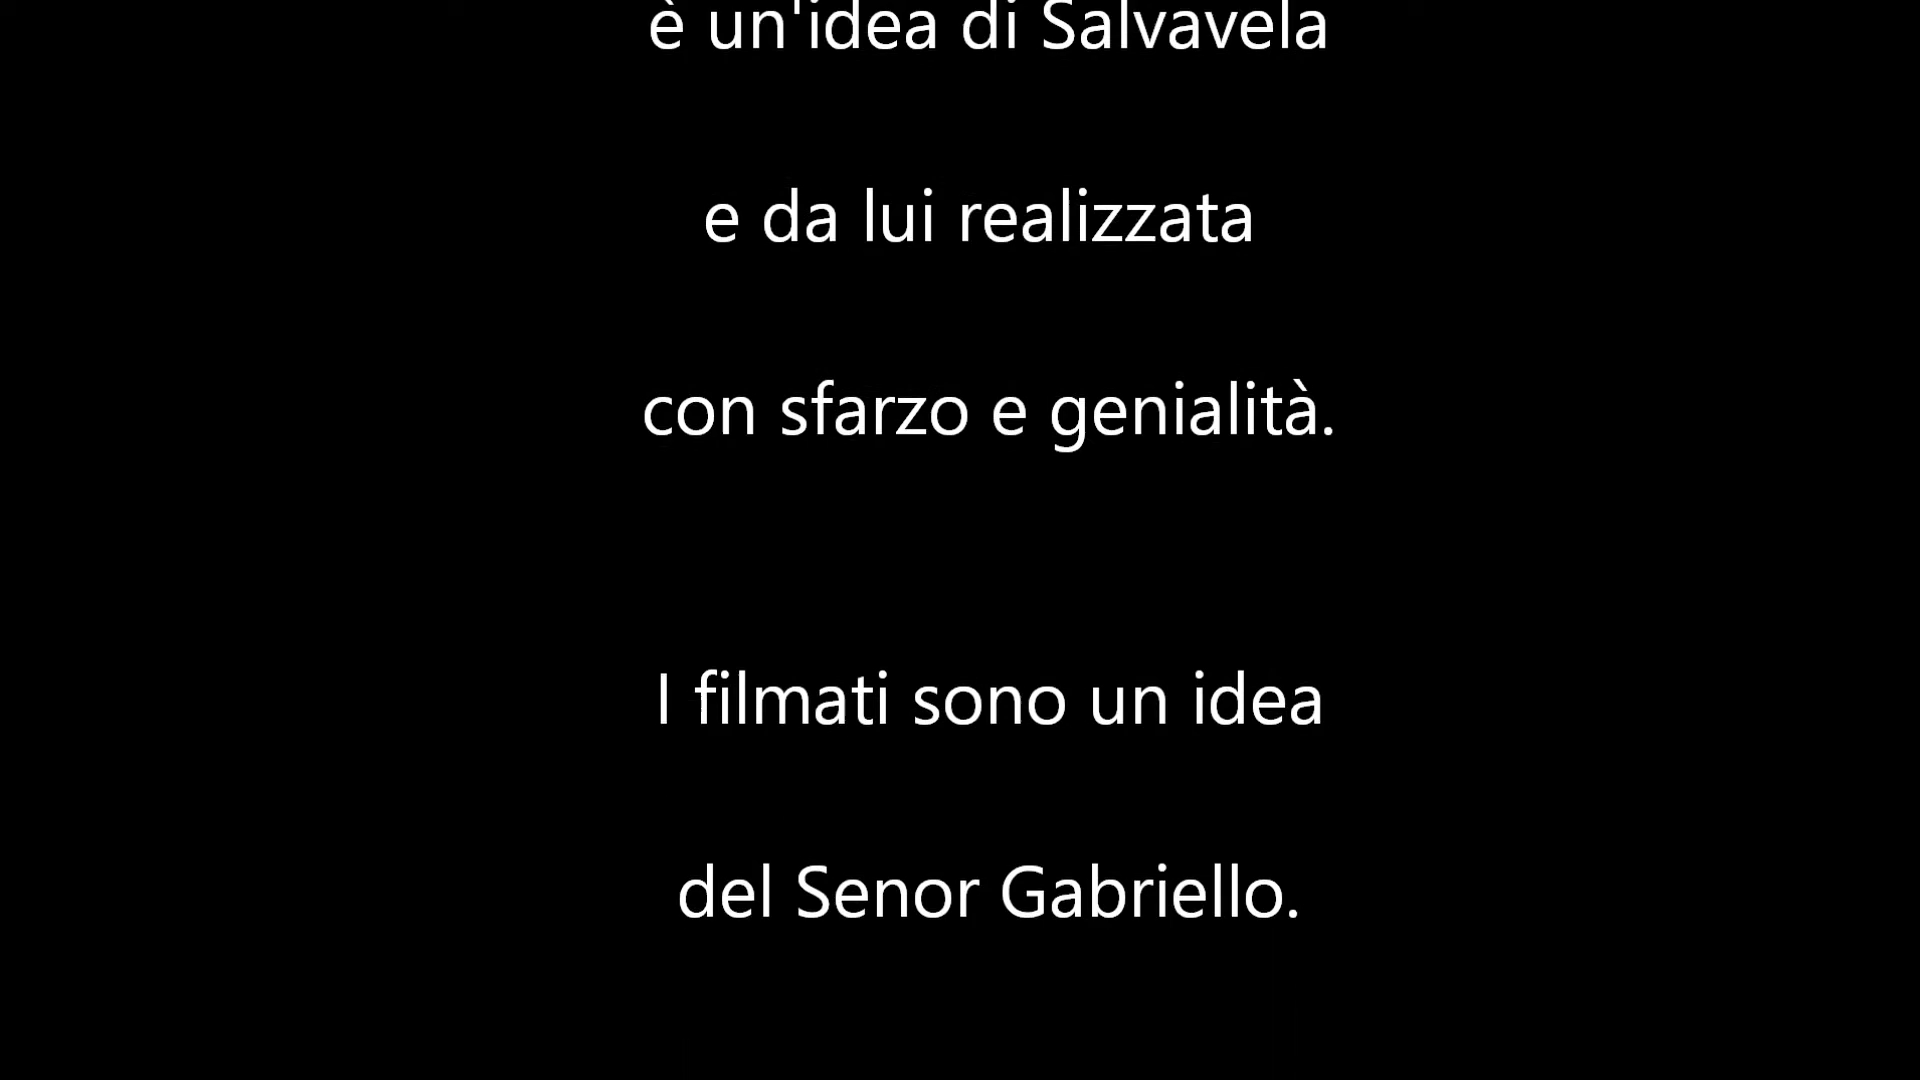 è un'idea di Salvavela
e da lui realizzata
con sfarzo e genialità.
I filmati sono un idea
del Senor Gabriello.